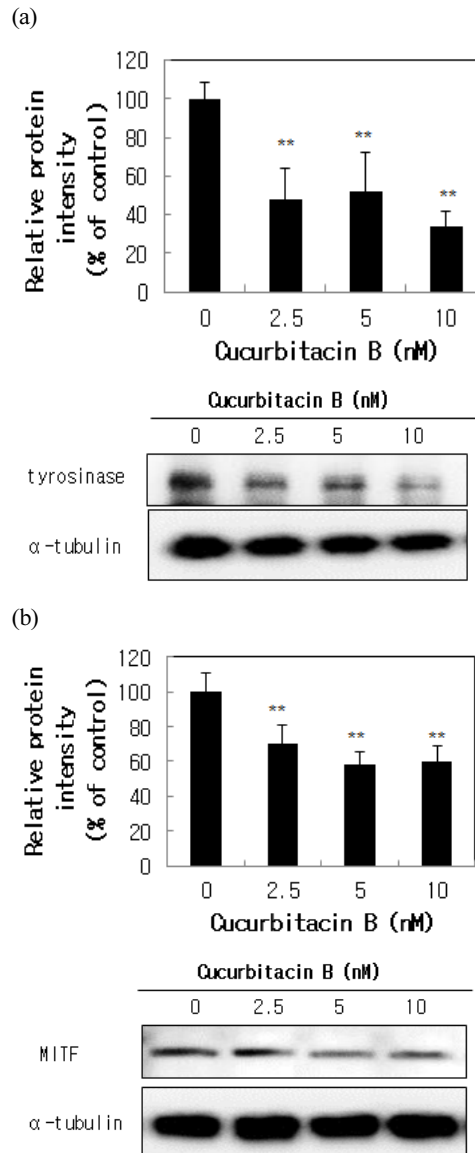 (a)
Relative protein
intensity
(% of control)
120
100
80
60
40
20
0
**
**
**
0 2.5 5 10
Cucurbitacin B (nM)
Cucurbitacin B (nM)
0 2.5 5 10
tyrosinase
α-tubulin
(b)
Relative protein
intensity
(% of control)
120
100
80
60
40
20
0
**
**
**
0 2.5 5 10
Cucurbitacin B (nM)
Cucurbitacin B (nM)
0 2.5 5 10
MITF
α-tubulin